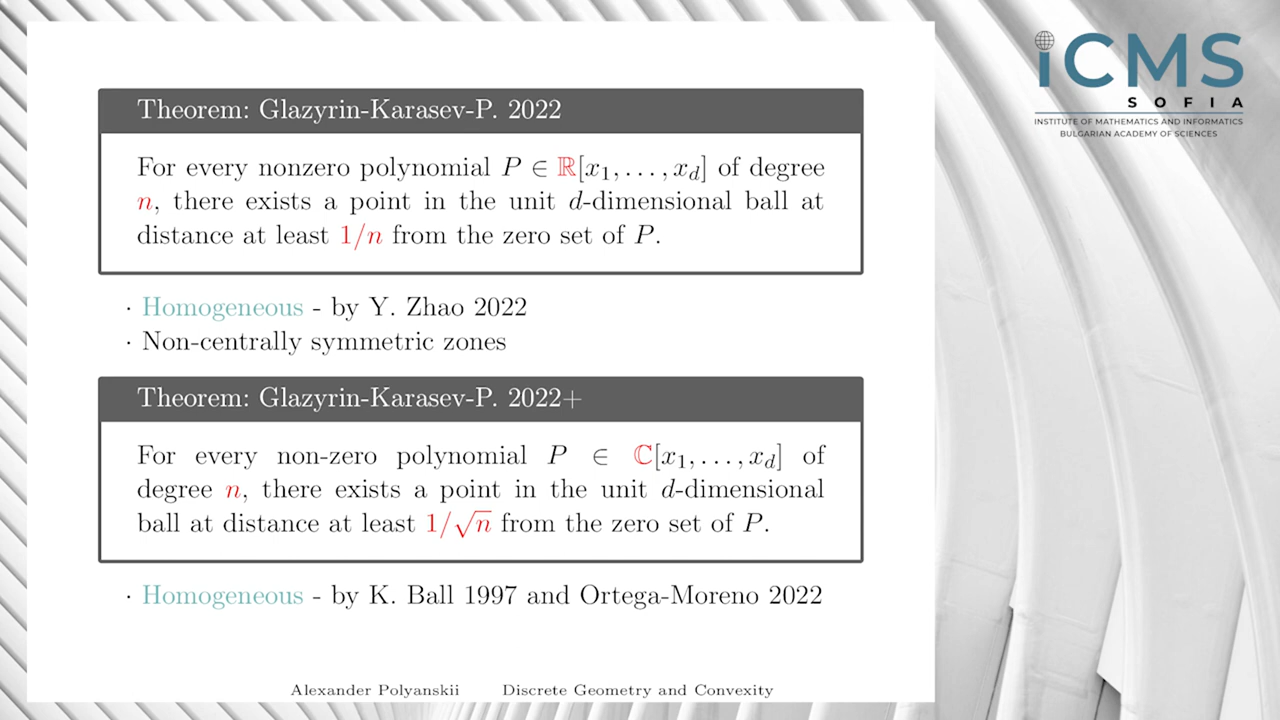 Theorem: Glazyrin-Karasev-P. 2022
For every nonzero polynomial P ∈ ℝ[x₁, . . . , x_d] of degree
n, there exists a point in the unit d-dimensional ball at
distance at least 1/n from the zero set of P.
· Homogeneous - by Y. Zhao 2022
· Non-centrally symmetric zones
Theorem: Glazyrin-Karasev-P. 2022+
For every non-zero polynomial P ∈ ℂ[x₁, . . . , x_d] of
degree n, there exists a point in the unit d-dimensional
ball at distance at least 1/√n from the zero set of P.
· Homogeneous - by K. Ball 1997 and Ortega-Moreno 2022
Alexander Polyanskii Discrete Geometry and Convexity
iCMS
SOFIA
INSTITUTE OF MATHEMATICS AND INFORMATICS
BULGARIAN ACADEMY OF SCIENCES